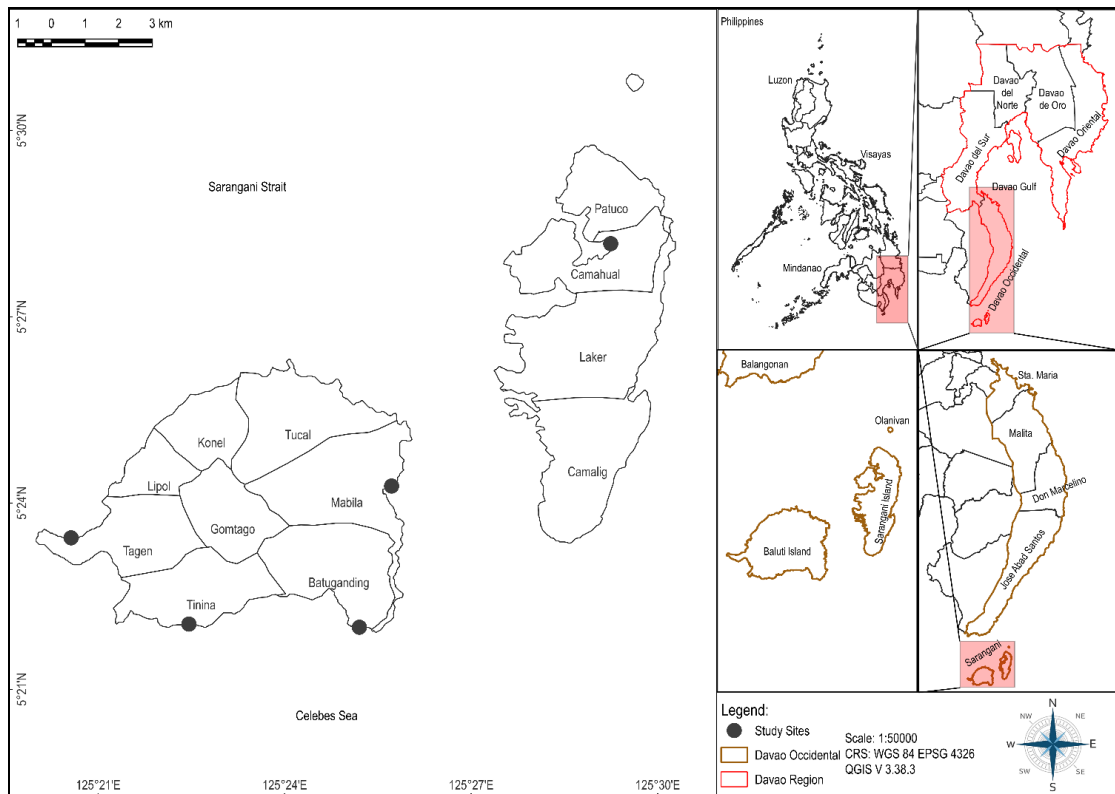 1 0 1 2 3 km
5°30'N
5°27'N
5°24'N
5°21'N
125°21'E
125°24'E
125°27'E
125°30'E
Sarangani Strait
Patuco
Camahual
Laker
Camalig
Konel
Tucal
Lipol
Mabila
Gomtago
Tagen
Batuganding
Tinina
Celebes Sea
Philippines
Luzon
Visayas
Mindanao
Davao
del
Norte
Davao
de Oro
Davao Oriental
Davao del Sur
Davao Gulf
Davao Occidental
Balangonan
Olanivan
Sarangani Island
Baluti Island
Sta. Maria
Malita
Don Marcelino
Jose Abad Santos
Sarangani
Legend:
Study Sites
Davao Occidental
Davao Region
Scale: 1:50000
CRS: WGS 84 EPSG 4326
QGIS V 3.38.3
N
NW NE
W E
SW SE
S